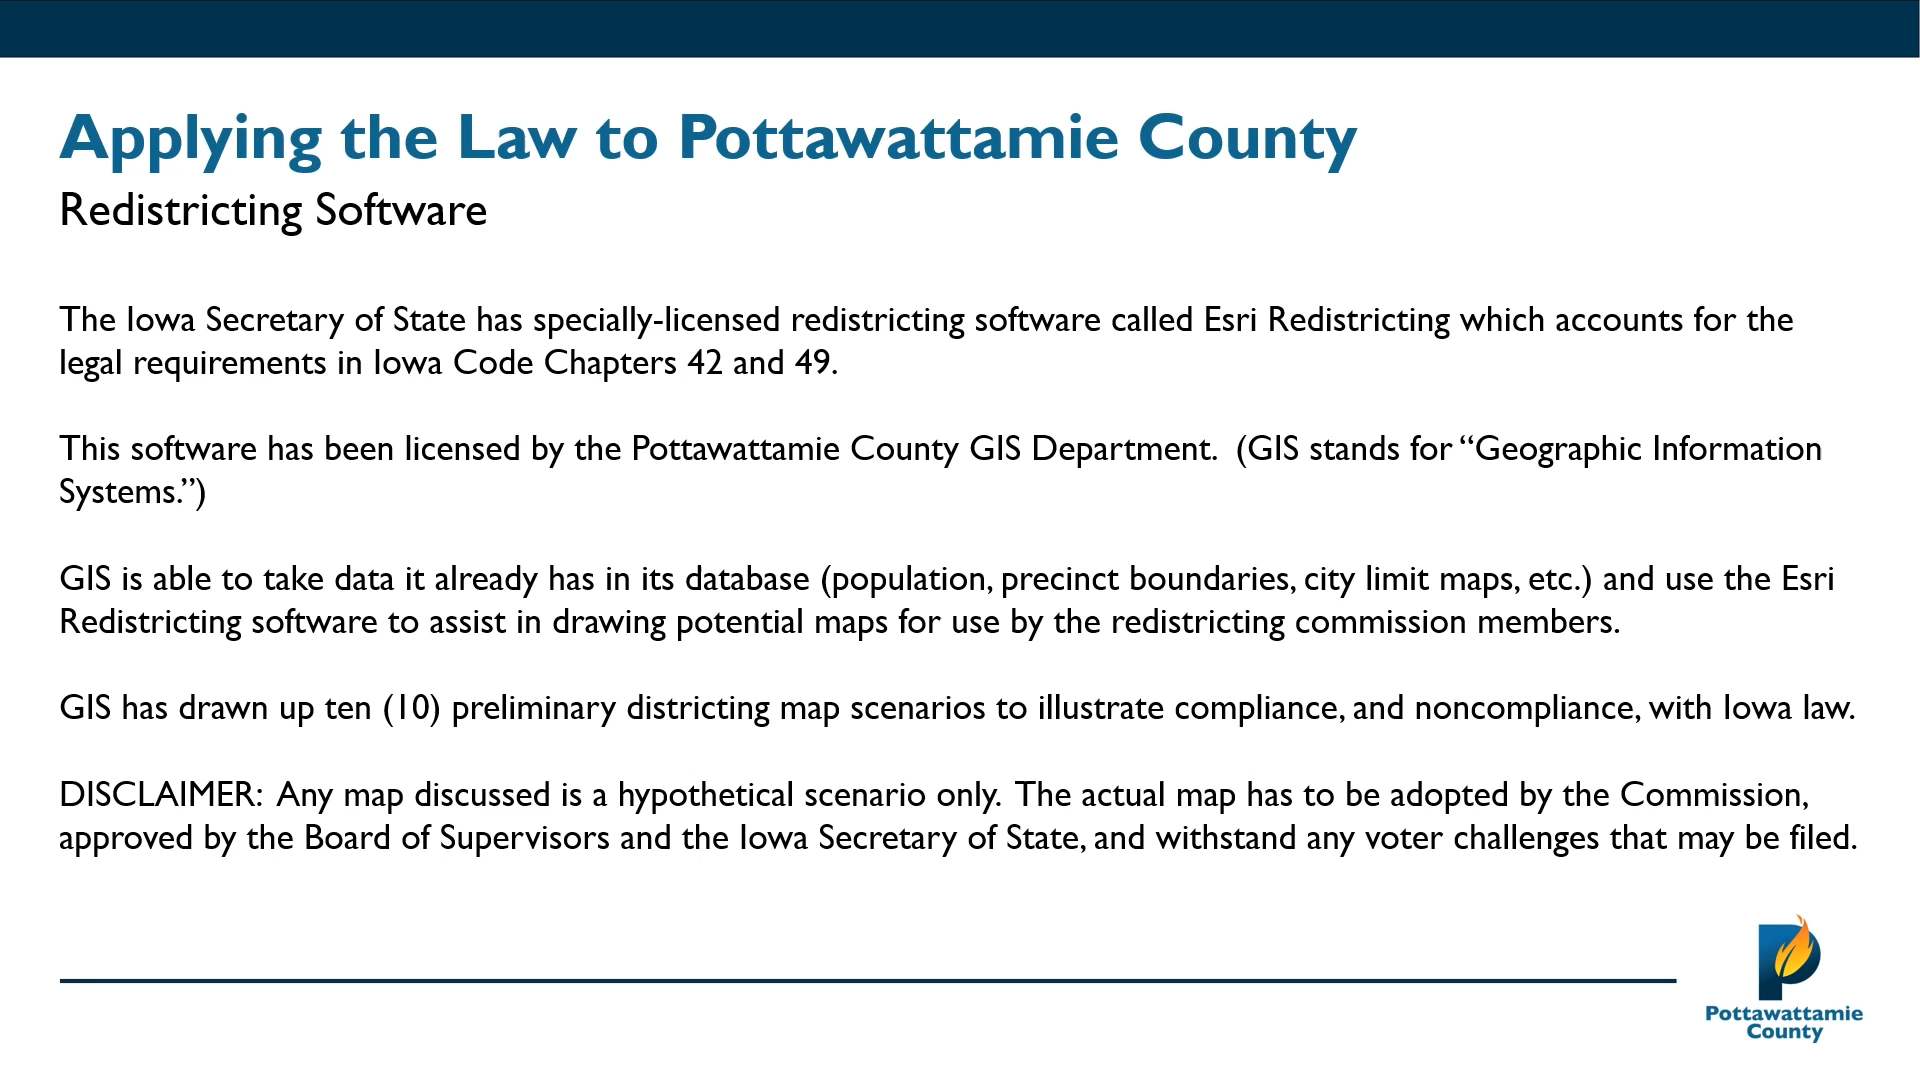 Applying the Law to Pottawattamie County
Redistricting Software
The Iowa Secretary of State has specially-licensed redistricting software called Esri Redistricting which accounts for the
legal requirements in Iowa Code Chapters 42 and 49.
This software has been licensed by the Pottawattamie County GIS Department.  (GIS stands for “Geographic Information
Systems.”)
GIS is able to take data it already has in its database (population, precinct boundaries, city limit maps, etc.) and use the Esri
Redistricting software to assist in drawing potential maps for use by the redistricting commission members.
GIS has drawn up ten (10) preliminary districting map scenarios to illustrate compliance, and noncompliance, with Iowa law.
DISCLAIMER:  Any map discussed is a hypothetical scenario only.  The actual map has to be adopted by the Commission,
approved by the Board of Supervisors and the Iowa Secretary of State, and withstand any voter challenges that may be filed.
Pottawattamie
County